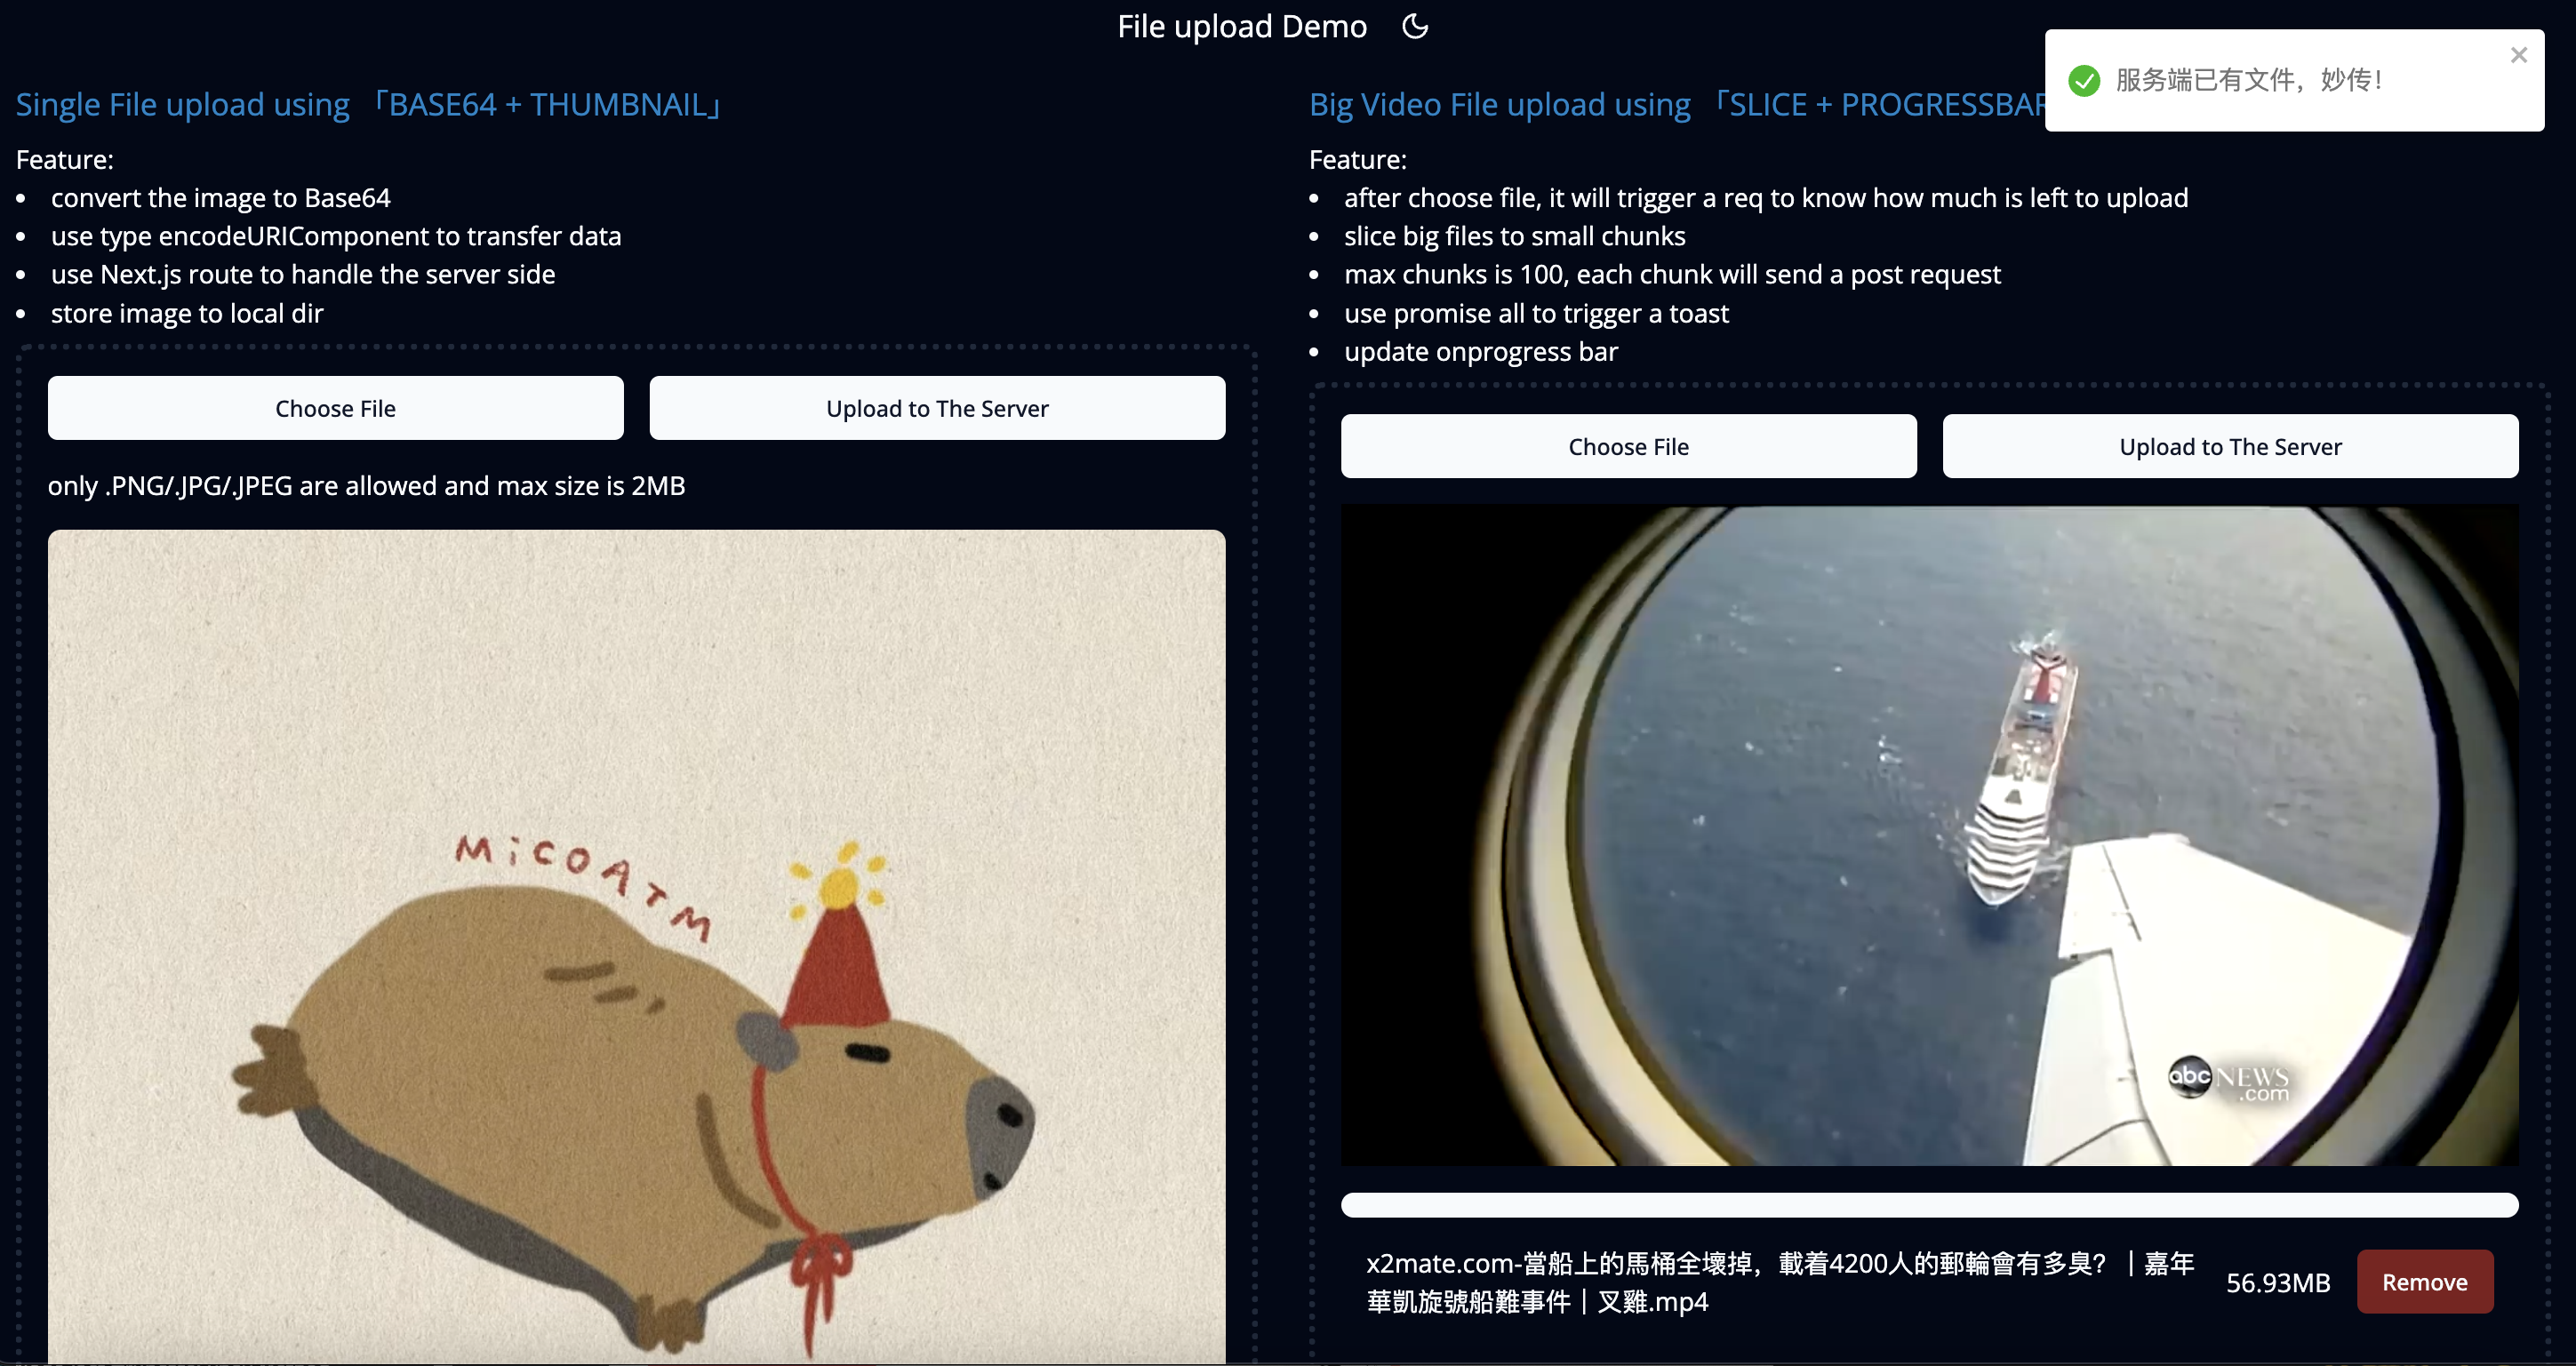 File upload Demo
服务端已有文件，妙传！
Single File upload using 「BASE64 + THUMBNAIL」
Feature:
• convert the image to Base64
• use type encodeURIComponent to transfer data
• use Next.js route to handle the server side
• store image to local dir
Choose File
Upload to The Server
only .PNG/.JPG/.JPEG are allowed and max size is 2MB
MiCOATM
Big Video File upload using 「SLICE + PROGRESSBAR
Feature:
• after choose file, it will trigger a req to know how much is left to upload
• slice big files to small chunks
• max chunks is 100, each chunk will send a post request
• use promise all to trigger a toast
• update onprogress bar
Choose File
Upload to The Server
abc NEWS
.com
x2mate.com-當船上的馬桶全壞掉，載着4200人的郵輪會有多臭？｜嘉年
華凱旋號船難事件｜叉雞.mp4
56.93MB
Remove